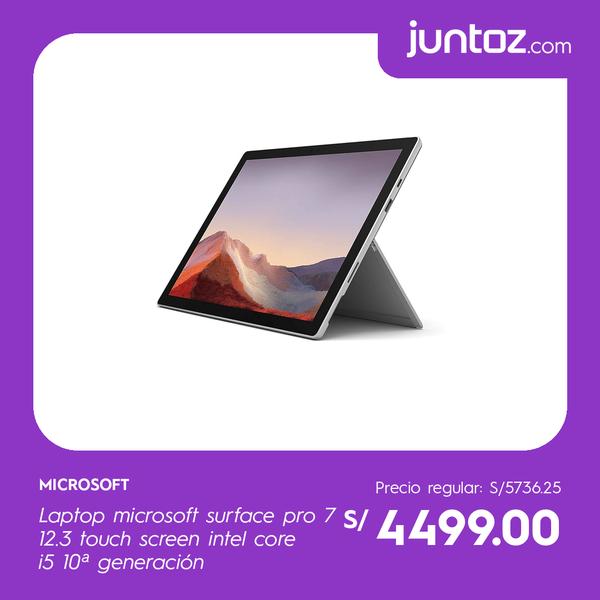 juntoz.com
MICROSOFT
Laptop microsoft surface pro 7
12.3 touch screen intel core
i5 10ª generación
Precio regular: S/5736.25
S/ 4499.00